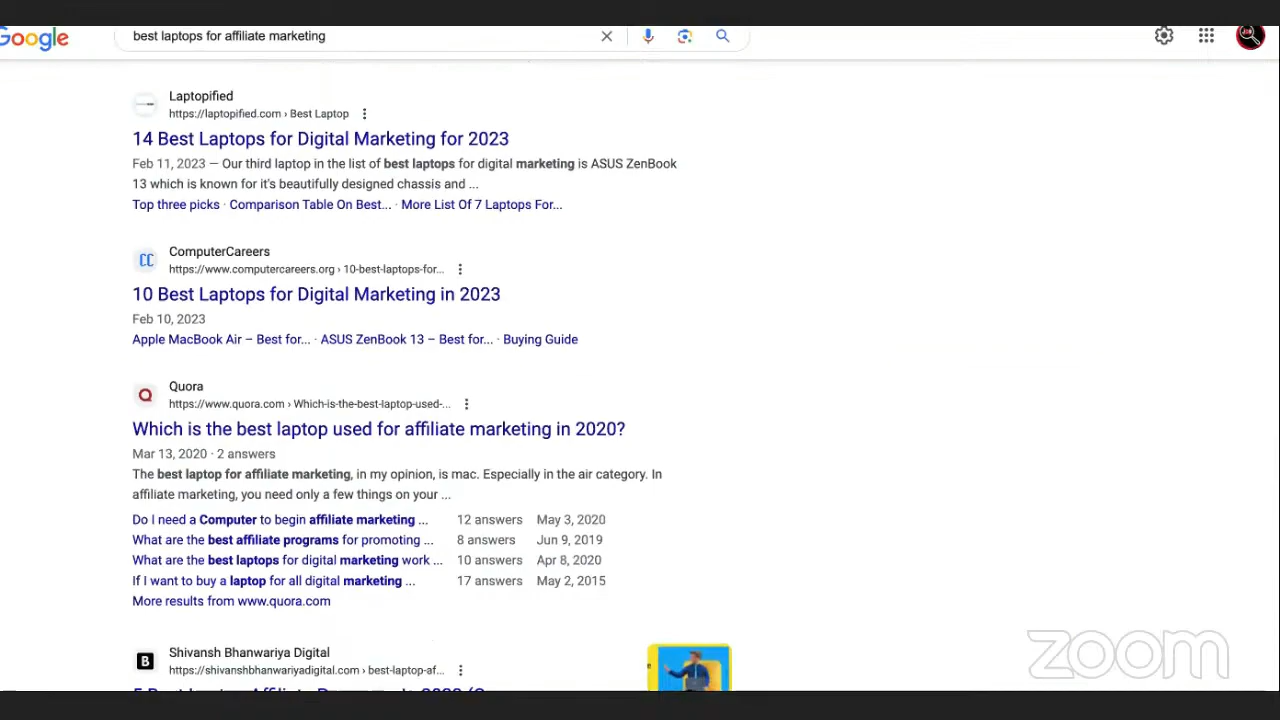 Google
best laptops for affiliate marketing
Laptopified
https://laptopified.com › Best Laptop
14 Best Laptops for Digital Marketing for 2023
Feb 11, 2023 — Our third laptop in the list of best laptops for digital marketing is ASUS ZenBook
13 which is known for it's beautifully designed chassis and ...
Top three picks · Comparison Table On Best... · More List Of 7 Laptops For...
ComputerCareers
https://www.computercareers.org › 10-best-laptops-for...
10 Best Laptops for Digital Marketing in 2023
Feb 10, 2023
Apple MacBook Air – Best for... · ASUS ZenBook 13 – Best for... · Buying Guide
Quora
https://www.quora.com › Which-is-the-best-laptop-used-...
Which is the best laptop used for affiliate marketing in 2020?
Mar 13, 2020 · 2 answers
The best laptop for affiliate marketing, in my opinion, is mac. Especially in the air category. In
affiliate marketing, you need only a few things on your ...
Do I need a Computer to begin affiliate marketing ... 12 answers May 3, 2020
What are the best affiliate programs for promoting ... 8 answers Jun 9, 2019
What are the best laptops for digital marketing work ... 10 answers Apr 8, 2020
If I want to buy a laptop for all digital marketing ... 17 answers May 2, 2015
More results from www.quora.com
Shivansh Bhanwariya Digital
https://shivanshbhanwariyadigital.com › best-laptop-af...
zoom